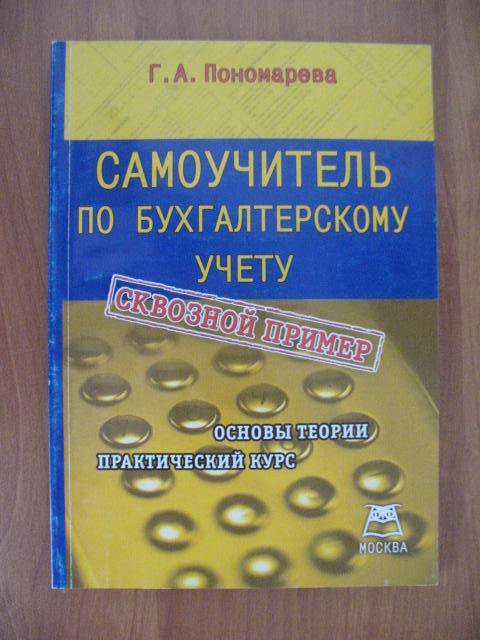 Г.А. Пономарева
САМОУЧИТЕЛЬ
ПО БУХГАЛТЕРСКОМУ
УЧЕТУ
СКВОЗНОЙ ПРИМЕР
ОСНОВЫ ТЕОРИИ
ПРАКТИЧЕСКИЙ КУРС
МОСКВА